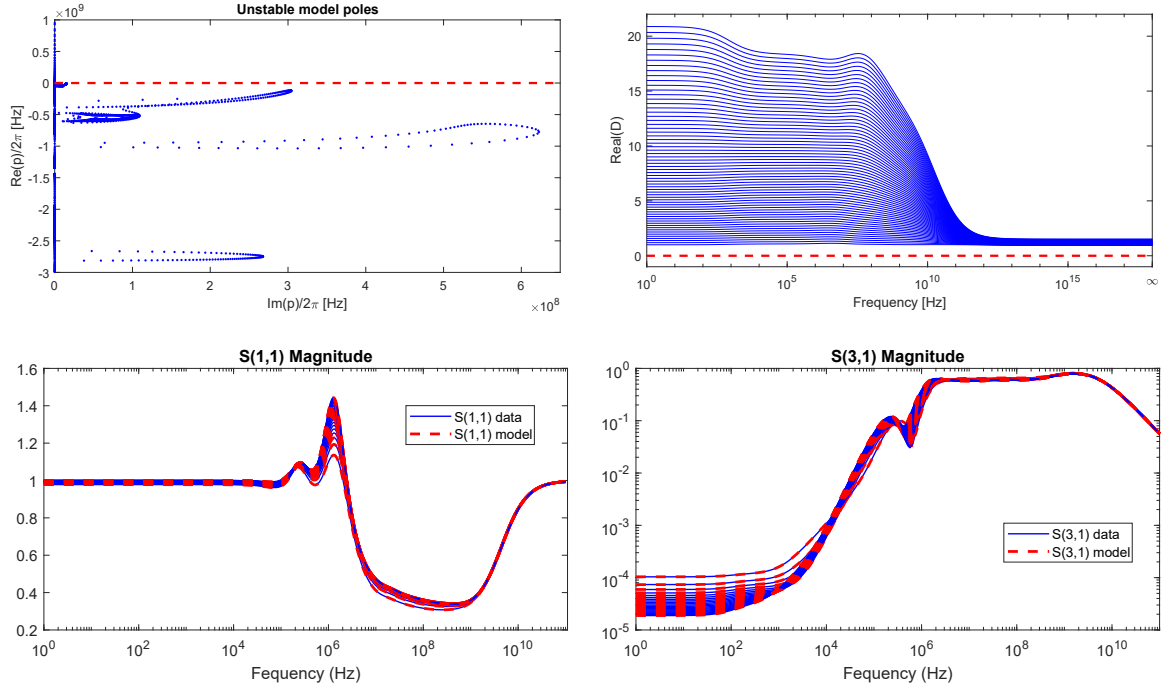 Unstable model poles
×10⁹
1
0.5
0
-0.5
-1
-1.5
-2
-2.5
-3
Re(p)/2π [Hz]
0 1 2 3 4 5 6
×10⁸
Im(p)/2π [Hz]
20
15
10
5
0
Real(D)
10⁰ 10⁵ 10¹⁰ 10¹⁵ ∞
Frequency [Hz]
S(1,1) Magnitude
1.6
1.4
1.2
1
0.8
0.6
0.4
0.2
S(1,1) data
S(1,1) model
10⁰ 10² 10⁴ 10⁶ 10⁸ 10¹⁰
Fequency (Hz)
S(3,1) Magnitude
10⁰
10⁻¹
10⁻²
10⁻³
10⁻⁴
10⁻⁵
S(3,1) data
S(3,1) model
10⁰ 10² 10⁴ 10⁶ 10⁸ 10¹⁰
Fequency (Hz)